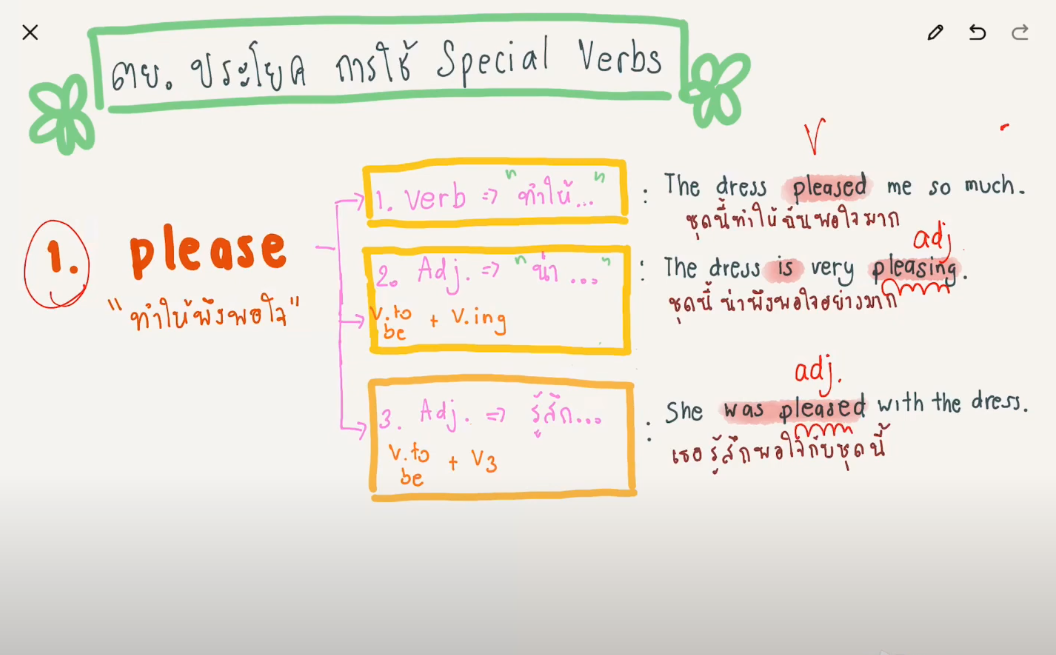 ตย. ประโยค การใช้ Special Verbs
1. please
"ทำให้พึงพอใจ"
1. Verb => "ทำให้..."
: The dress pleased me so much.
V
ชุดนี้ทำให้ฉันพอใจมาก
2. Adj. => "น่า ..."
V.to be + V.ing
: The dress is very pleasing.
adj
ชุดนี้ น่าพึงพอใจอย่างมาก
3. Adj. => รู้สึก...
V.to be + V3
: She was pleased with the dress.
adj.
เธอ รู้สึกพอใจกับชุดนี้